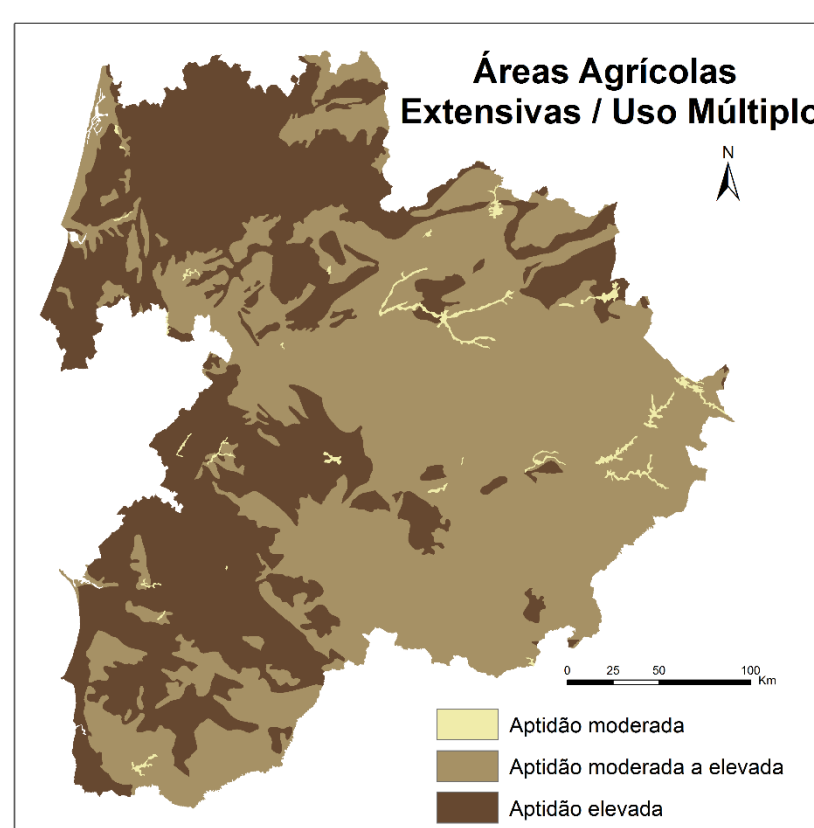 Áreas Agrícolas
Extensivas / Uso Múltiplo
N
0 25 50 100
Km
Aptidão moderada
Aptidão moderada a elevada
Aptidão elevada